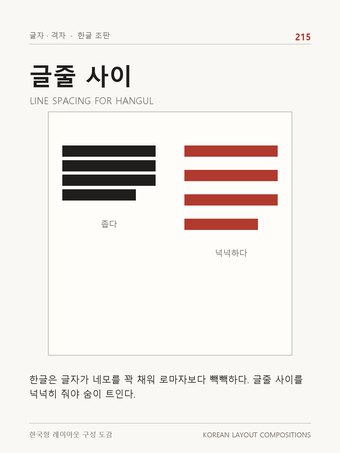 글자 · 격자 · 한글 조판
215
글줄 사이
LINE SPACING FOR HANGUL
좁다
넉넉하다
한글은 글자가 네모를 꽉 채워 로마자보다 빽빽하다. 글줄 사이를
넉넉히 줘야 숨이 트인다.
한국형 레이아웃 구성 도감
KOREAN LAYOUT COMPOSITIONS